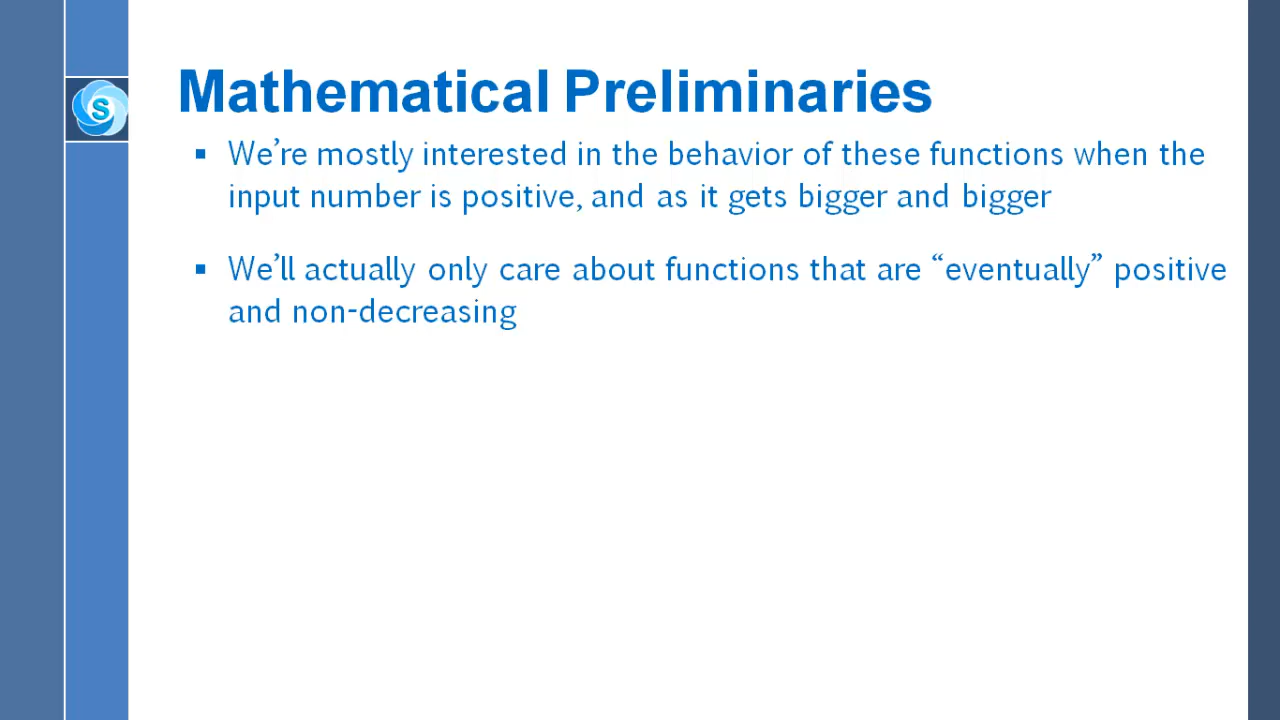 S
Mathematical Preliminaries
▪ We’re mostly interested in the behavior of these functions when the
input number is positive, and as it gets bigger and bigger
▪ We’ll actually only care about functions that are “eventually” positive
and non-decreasing